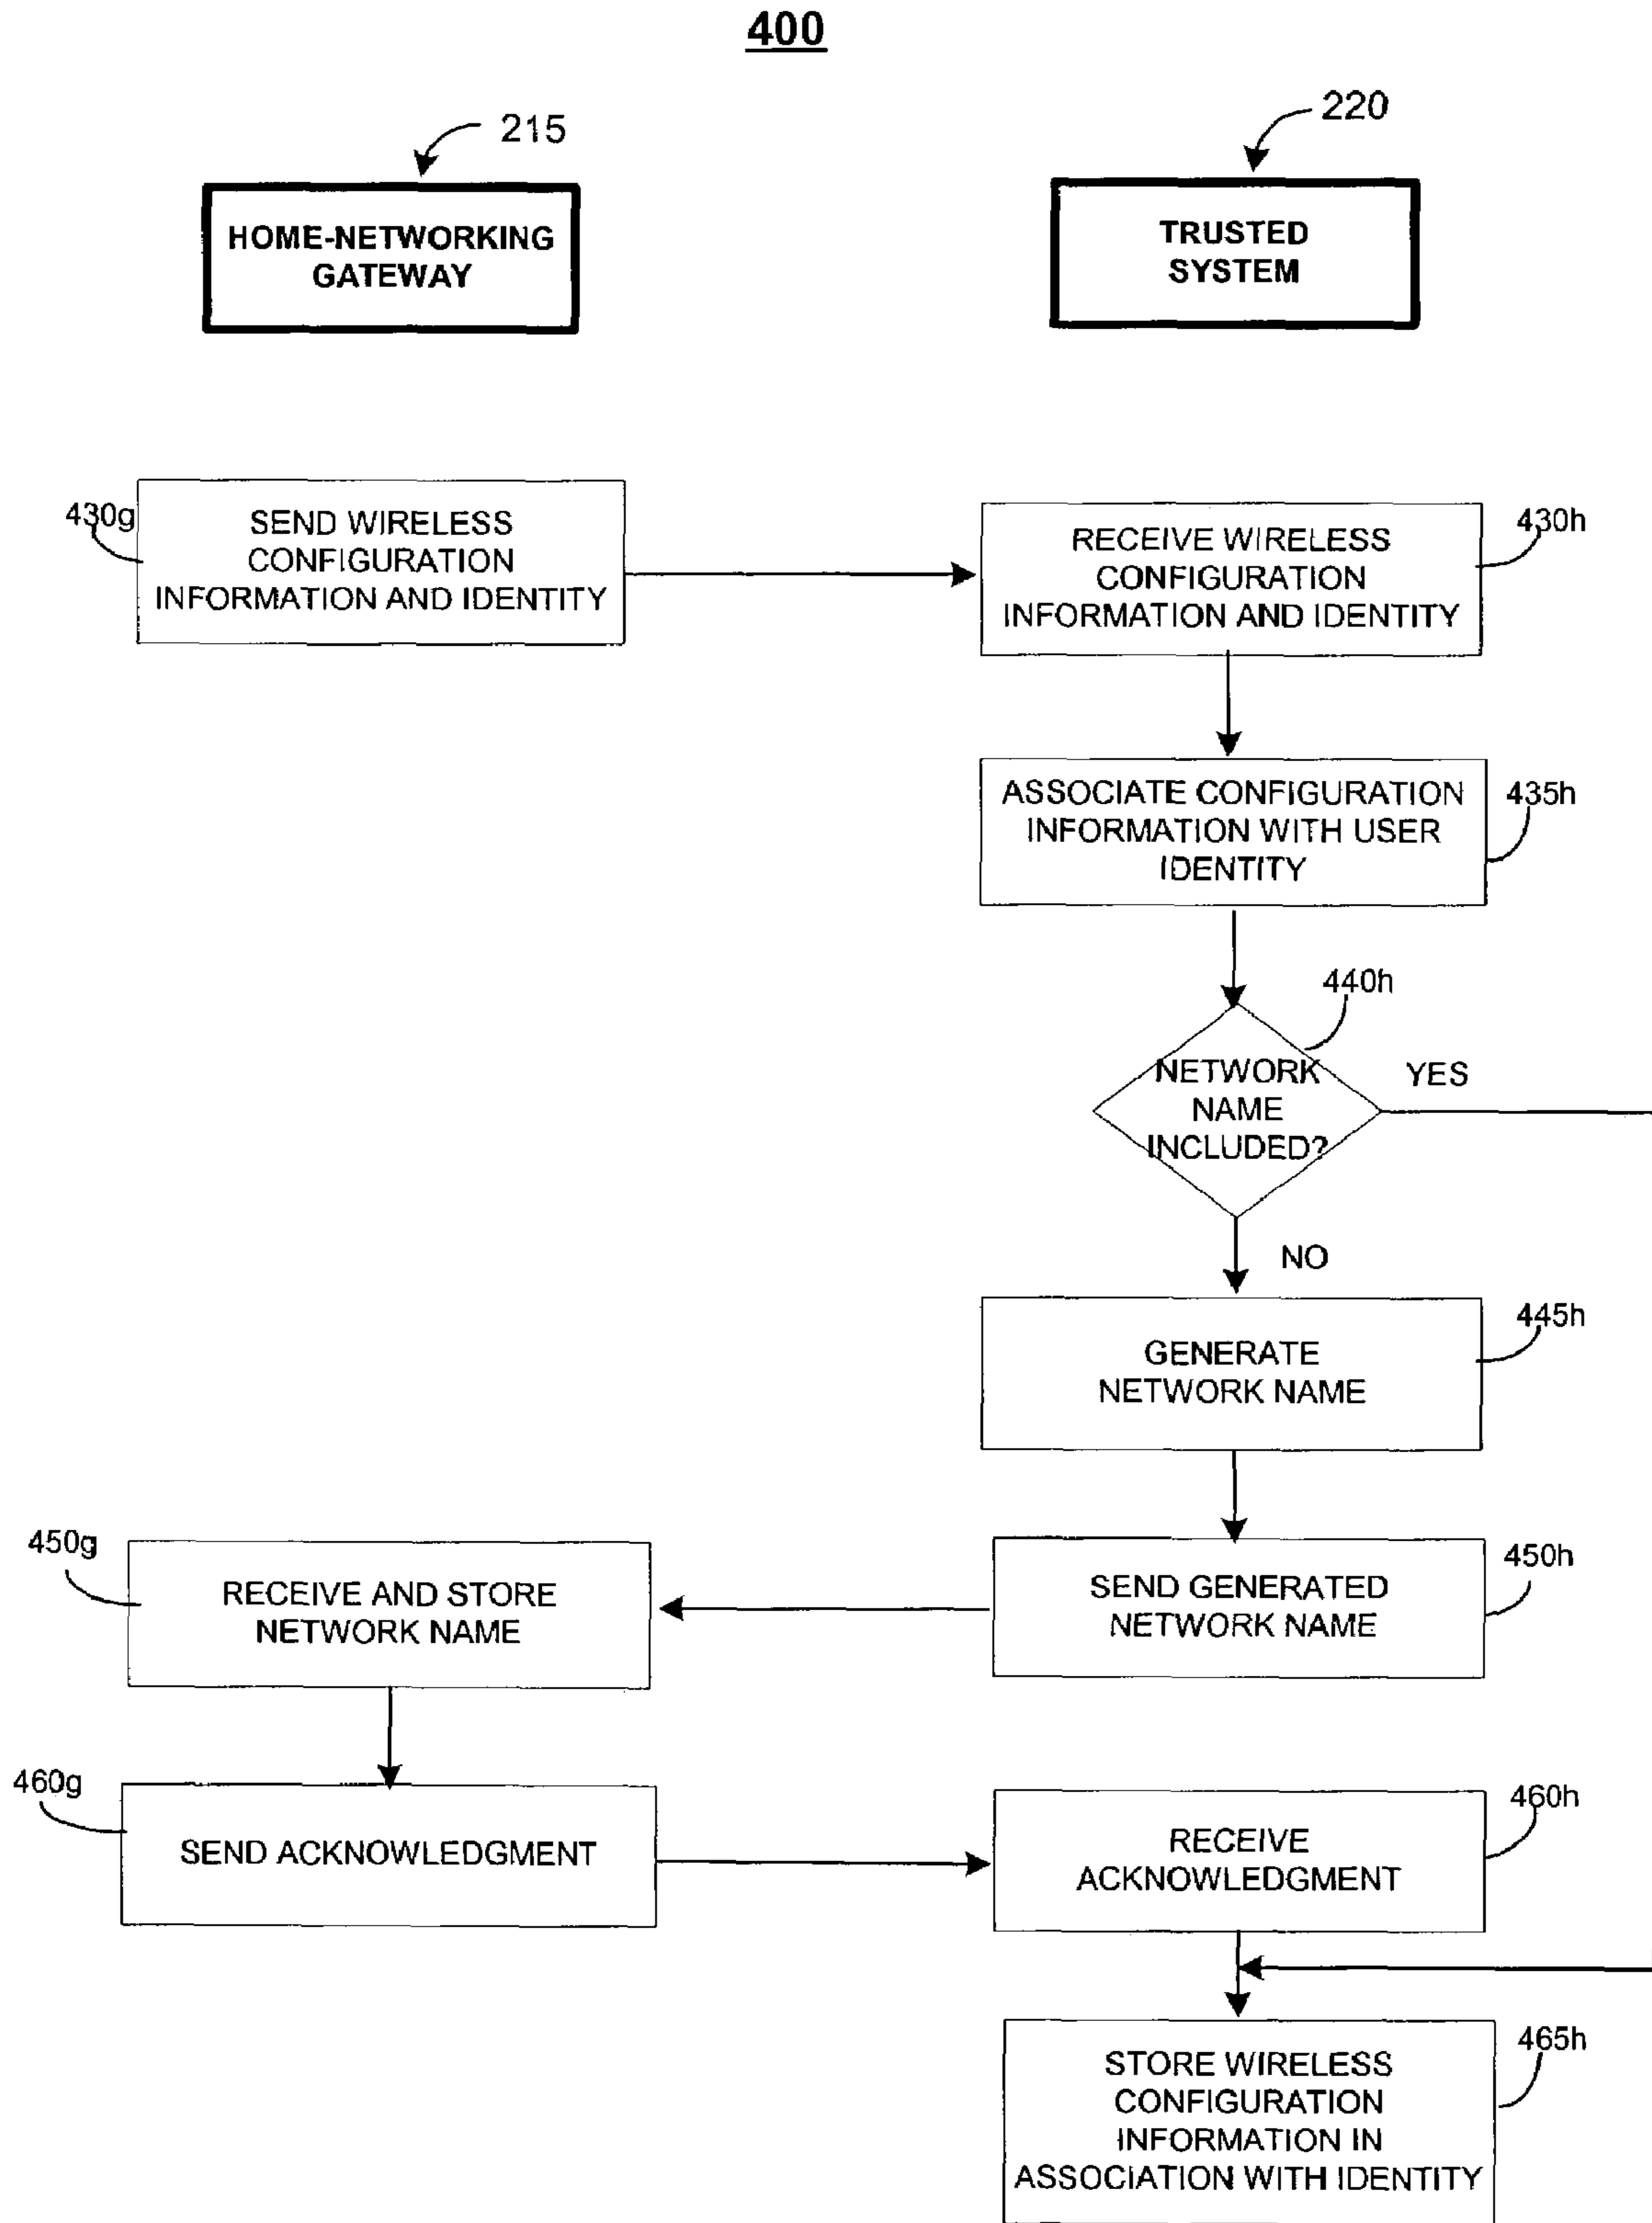 400
215
220
HOME-NETWORKING
GATEWAY
TRUSTED
SYSTEM
430g
SEND WIRELESS
CONFIGURATION
INFORMATION AND IDENTITY
430h
RECEIVE WIRELESS
CONFIGURATION
INFORMATION AND IDENTITY
435h
ASSOCIATE CONFIGURATION
INFORMATION WITH USER
IDENTITY
440h
NETWORK
NAME
INCLUDED?
YES
NO
445h
GENERATE
NETWORK NAME
450g
RECEIVE AND STORE
NETWORK NAME
450h
SEND GENERATED
NETWORK NAME
460g
SEND ACKNOWLEDGMENT
460h
RECEIVE
ACKNOWLEDGMENT
465h
STORE WIRELESS
CONFIGURATION
INFORMATION IN
ASSOCIATION WITH IDENTITY